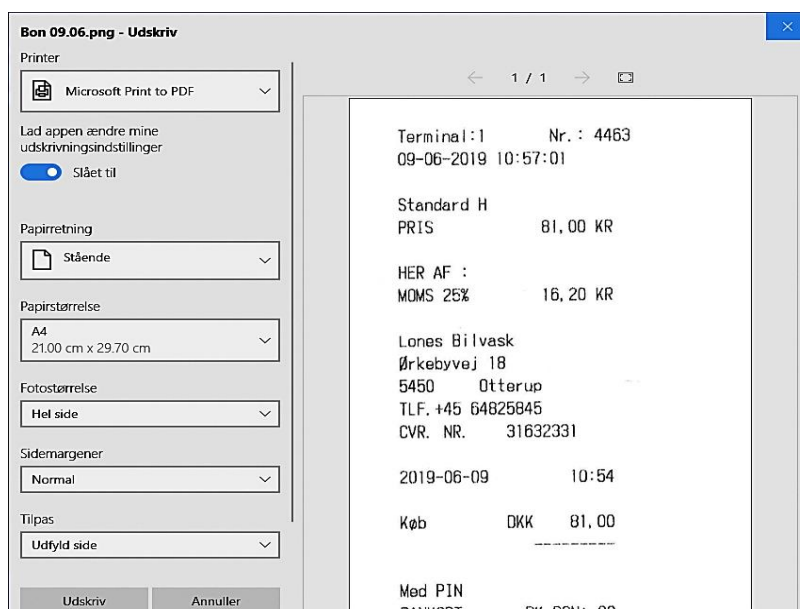 Bon 09.06.png - Udskriv
Printer
Microsoft Print to PDF
Lad appen ændre mine
udskrivningsindstillinger
Slået til
Papirretning
Stående
Papirstørrelse
A4
21.00 cm x 29.70 cm
Fotostørrelse
Hel side
Sidemargener
Normal
Tilpas
Udfyld side
Udskriv Annuller
1 / 1
Terminal:1 Nr.: 4463
09-06-2019 10:57:01
Standard H
PRIS 81,00 KR
HER AF :
MOMS 25% 16,20 KR
Lones Bilvask
Ørkebyvej 18
5450 Otterup
TLF.+45 64825845
CVR. NR. 31632331
2019-06-09 10:54
Køb DKK 81,00
Med PIN